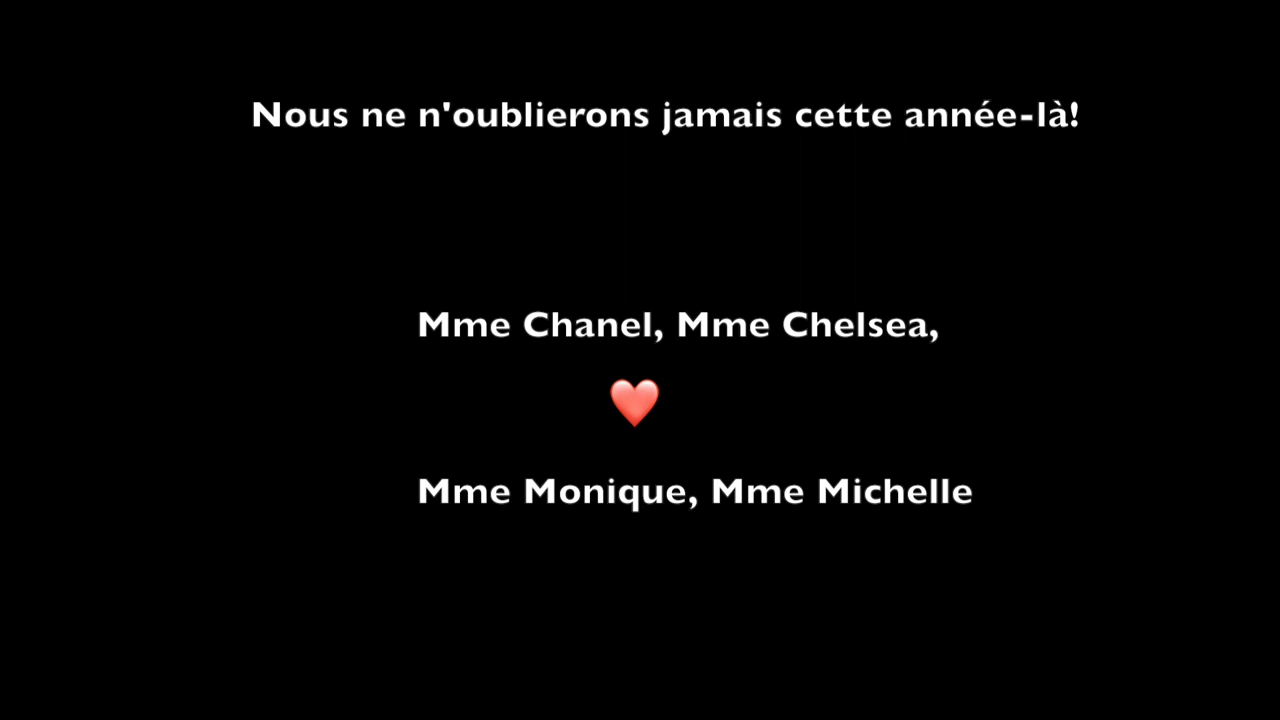 Nous ne n'oublierons jamais cette année-là!
Mme Chanel, Mme Chelsea,
❤️
Mme Monique, Mme Michelle